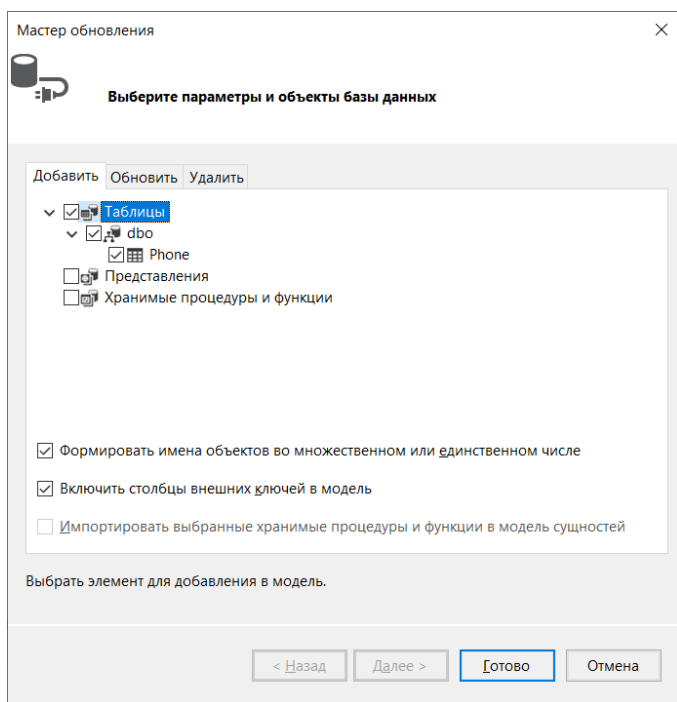 Мастер обновления
Выберите параметры и объекты базы данных
Добавить Обновить Удалить
Таблицы
dbo
Phone
Представления
Хранимые процедуры и функции
Формировать имена объектов во множественном или единственном числе
Включить столбцы внешних ключей в модель
Импортировать выбранные хранимые процедуры и функции в модель сущностей
Выбрать элемент для добавления в модель.
< Назад Далее > Готово Отмена